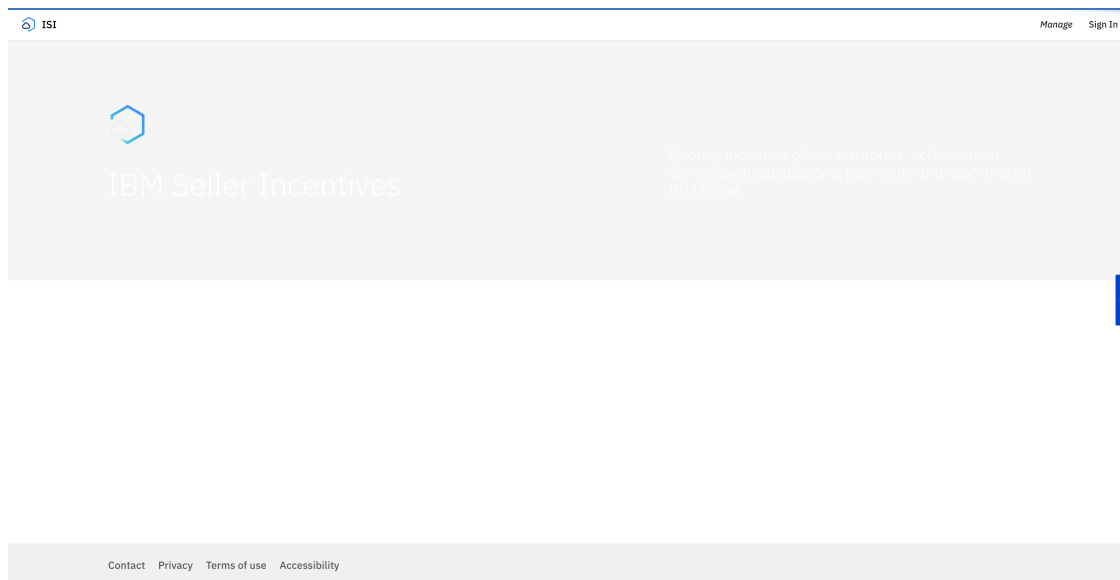 ISI
Manage
Sign In
IBM Seller Incentives
Quotas, incentive plans, territories, achievement,
commission calculations, payments and reporting on
IBM Cloud
Contact
Privacy
Terms of use
Accessibility